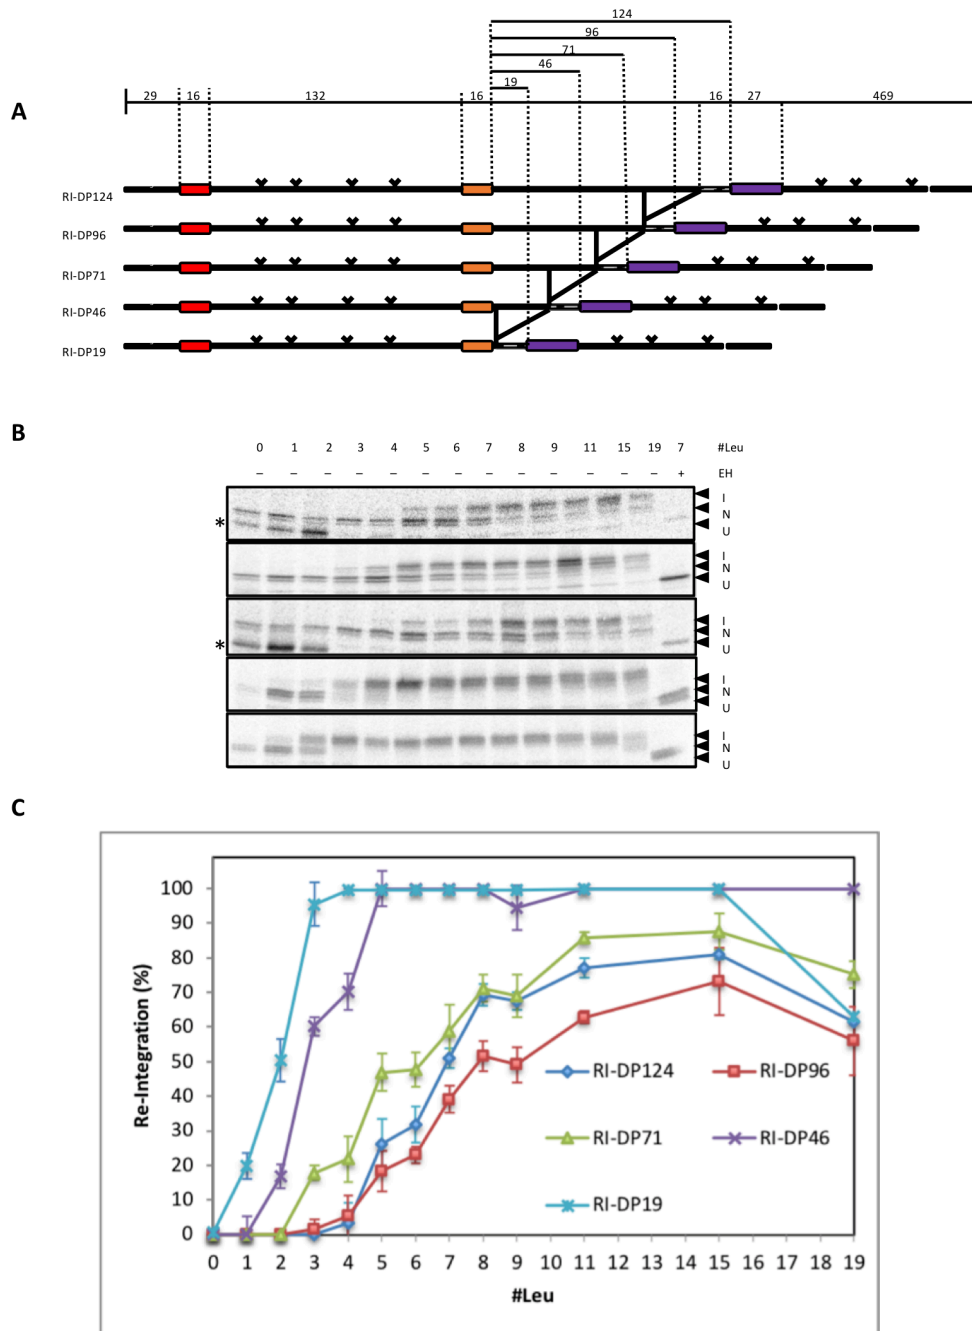 124
96
71
46
19
A
29 16 132 16 16 27 469
RI-DP124
RI-DP96
RI-DP71
RI-DP46
RI-DP19
B
0 1 2 3 4 5 6 7 8 9 11 15 19 7 #Leu
– – – – – – – – – – – – – + EH
I
N
* U
I
N
U
I
N
* U
I
N
U
I
N
U
C
Re-Integration (%)
100
90
80
70
60
50
40
30
20
10
0
RI-DP124 RI-DP96
RI-DP71 RI-DP46
RI-DP19
0 1 2 3 4 5 6 7 8 9 10 11 12 13 14 15 16 17 18 19
#Leu